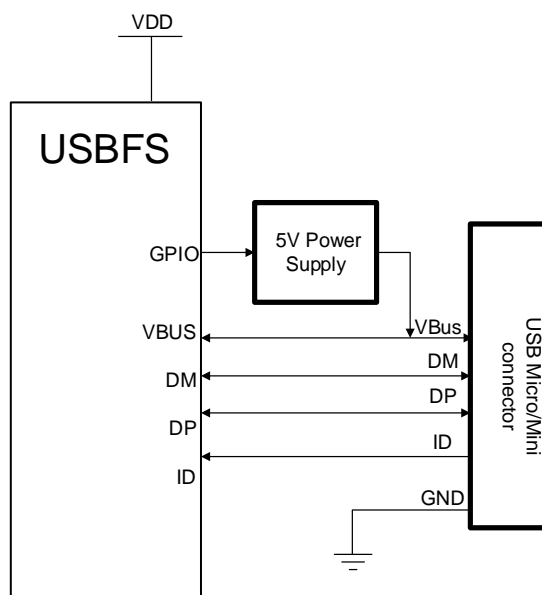 VDD
USBFS
GPIO
5V Power
Supply
VBUS
VBus
DM
DM
DP
DP
ID
ID
GND
USB Micro/Mini
connector